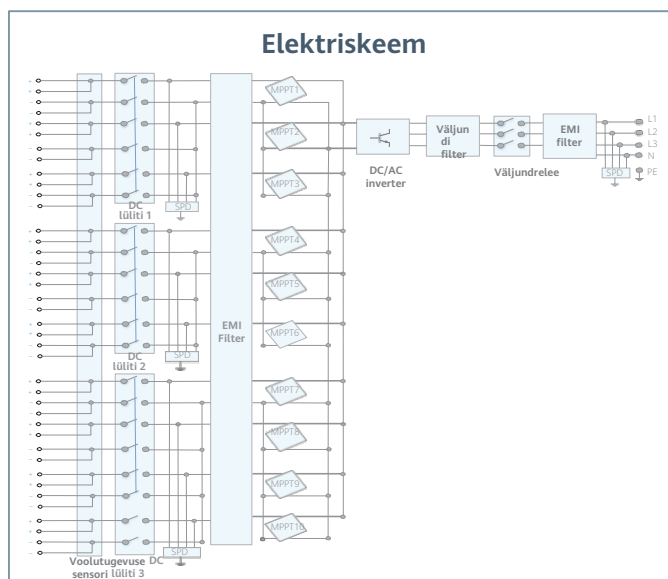 Elektriskeem
MPPT1
MPPT2
MPPT3
SPD
DC
lüliti 1
MPPT4
MPPT5
MPPT6
SPD
DC
lüliti 2
EMI
Filter
MPPT7
MPPT8
MPPT9
MPPT10
SPD
Voolutugevuse DC
sensori lüliti 3
DC/AC
inverter
Väljun
di
filter
Väljundrelee
EMI
filter
SPD
L1
L2
L3
N
PE